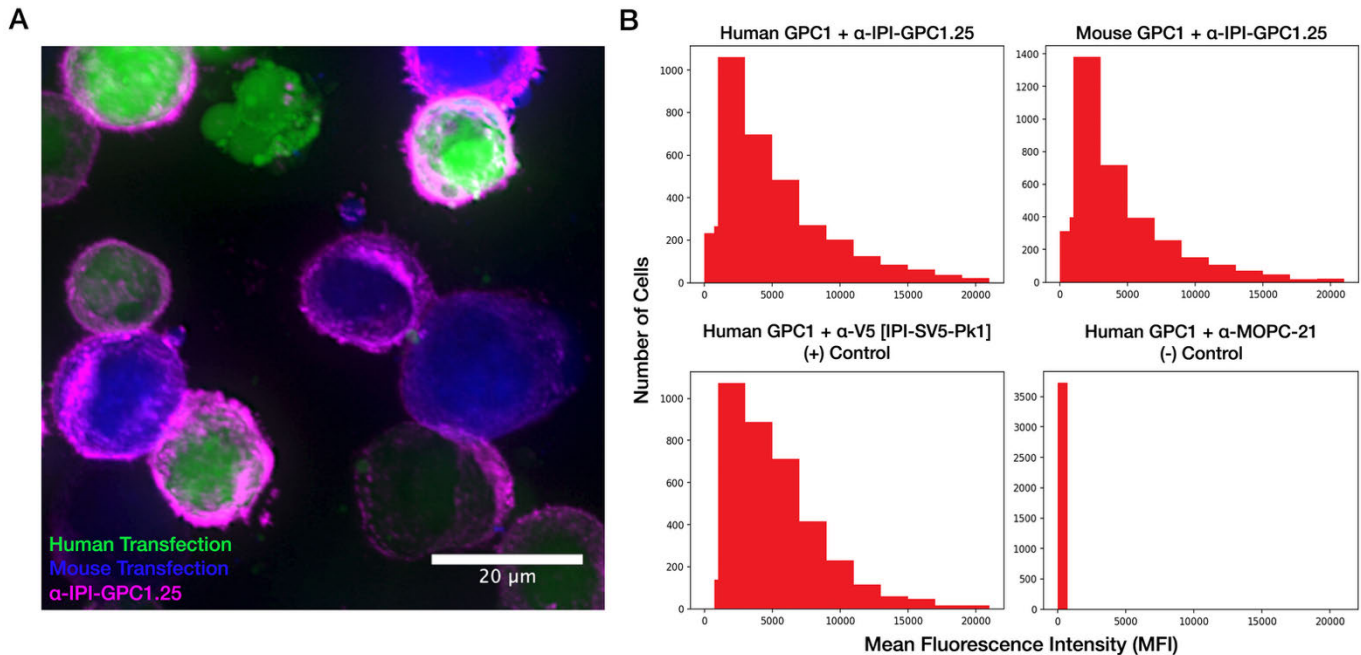 A
Human Transfection
Mouse Transfection
α-IPI-GPC1.25
20 μm
B
Number of Cells
Human GPC1 + α-IPI-GPC1.25
1000
800
600
400
200
0
0 5000 10000 15000 20000
Mouse GPC1 + α-IPI-GPC1.25
1400
1200
1000
800
600
400
200
0
0 5000 10000 15000 20000
Human GPC1 + α-V5 [IPI-SV5-Pk1]
(+) Control
1000
800
600
400
200
0
0 5000 10000 15000 20000
Human GPC1 + α-MOPC-21
(-) Control
3500
3000
2500
2000
1500
1000
500
0
0 5000 10000 15000 20000
Mean Fluorescence Intensity (MFI)